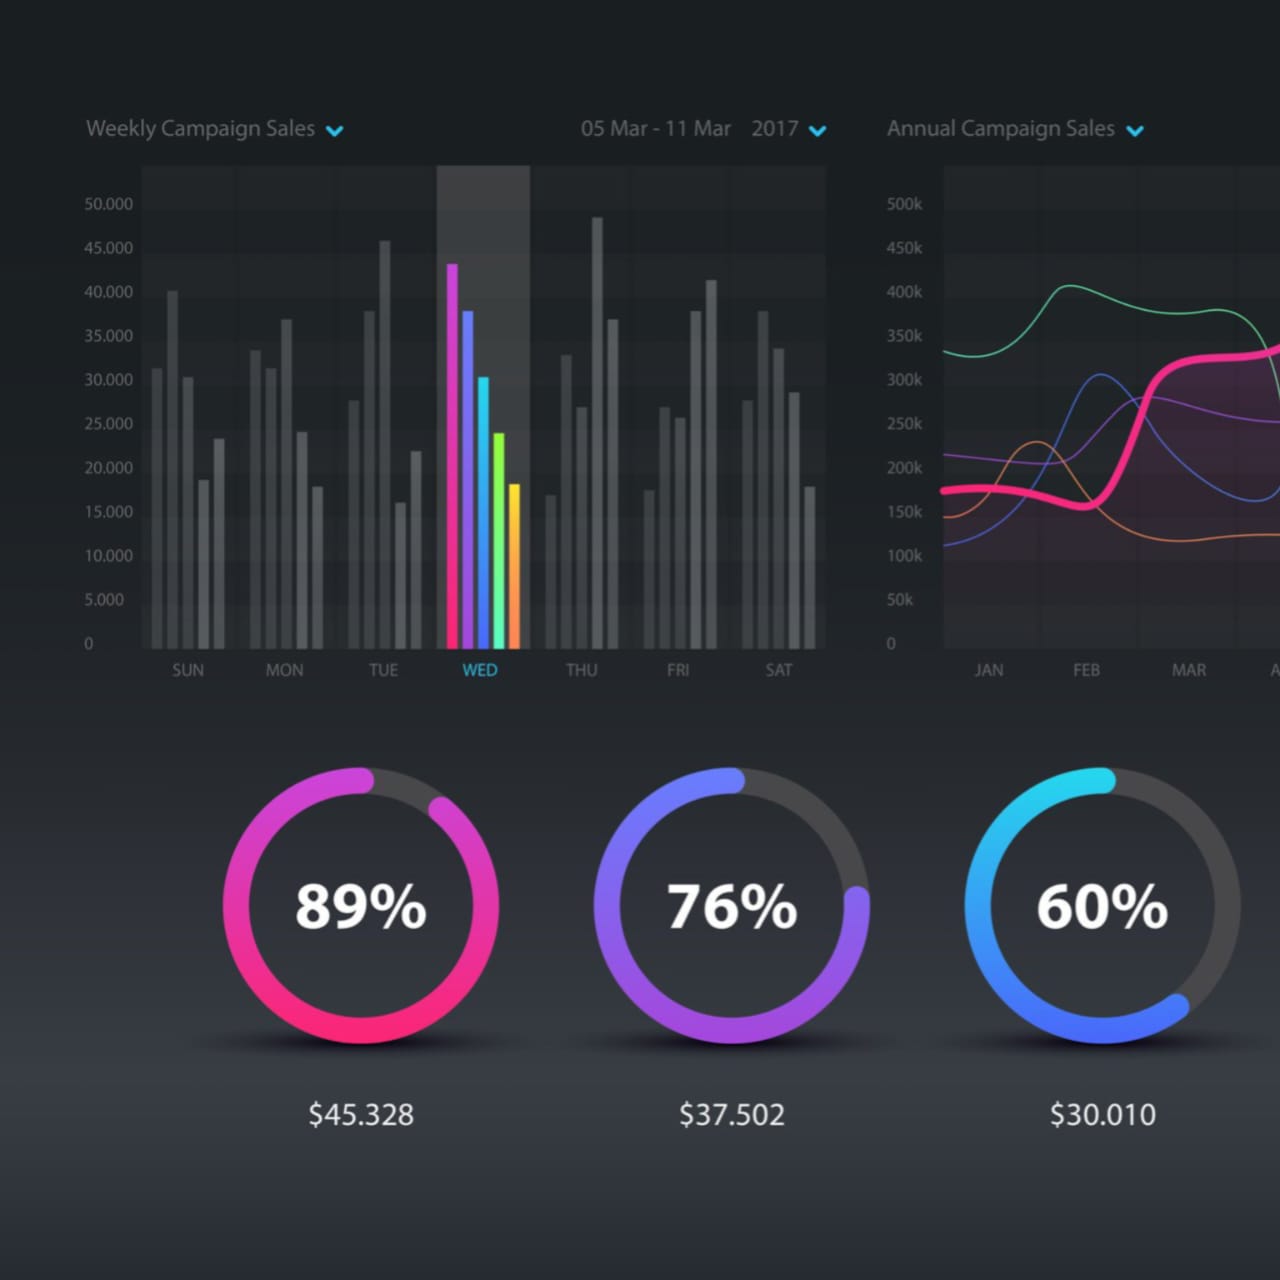 Weekly Campaign Sales
05 Mar - 11 Mar 2017
50.000
45.000
40.000
35.000
30.000
25.000
20.000
15.000
10.000
5.000
0
SUN MON TUE WED THU FRI SAT
Annual Campaign Sales
500k
450k
400k
350k
300k
250k
200k
150k
100k
50k
0
JAN FEB MAR
89% 76% 60%
$45.328 $37.502 $30.010